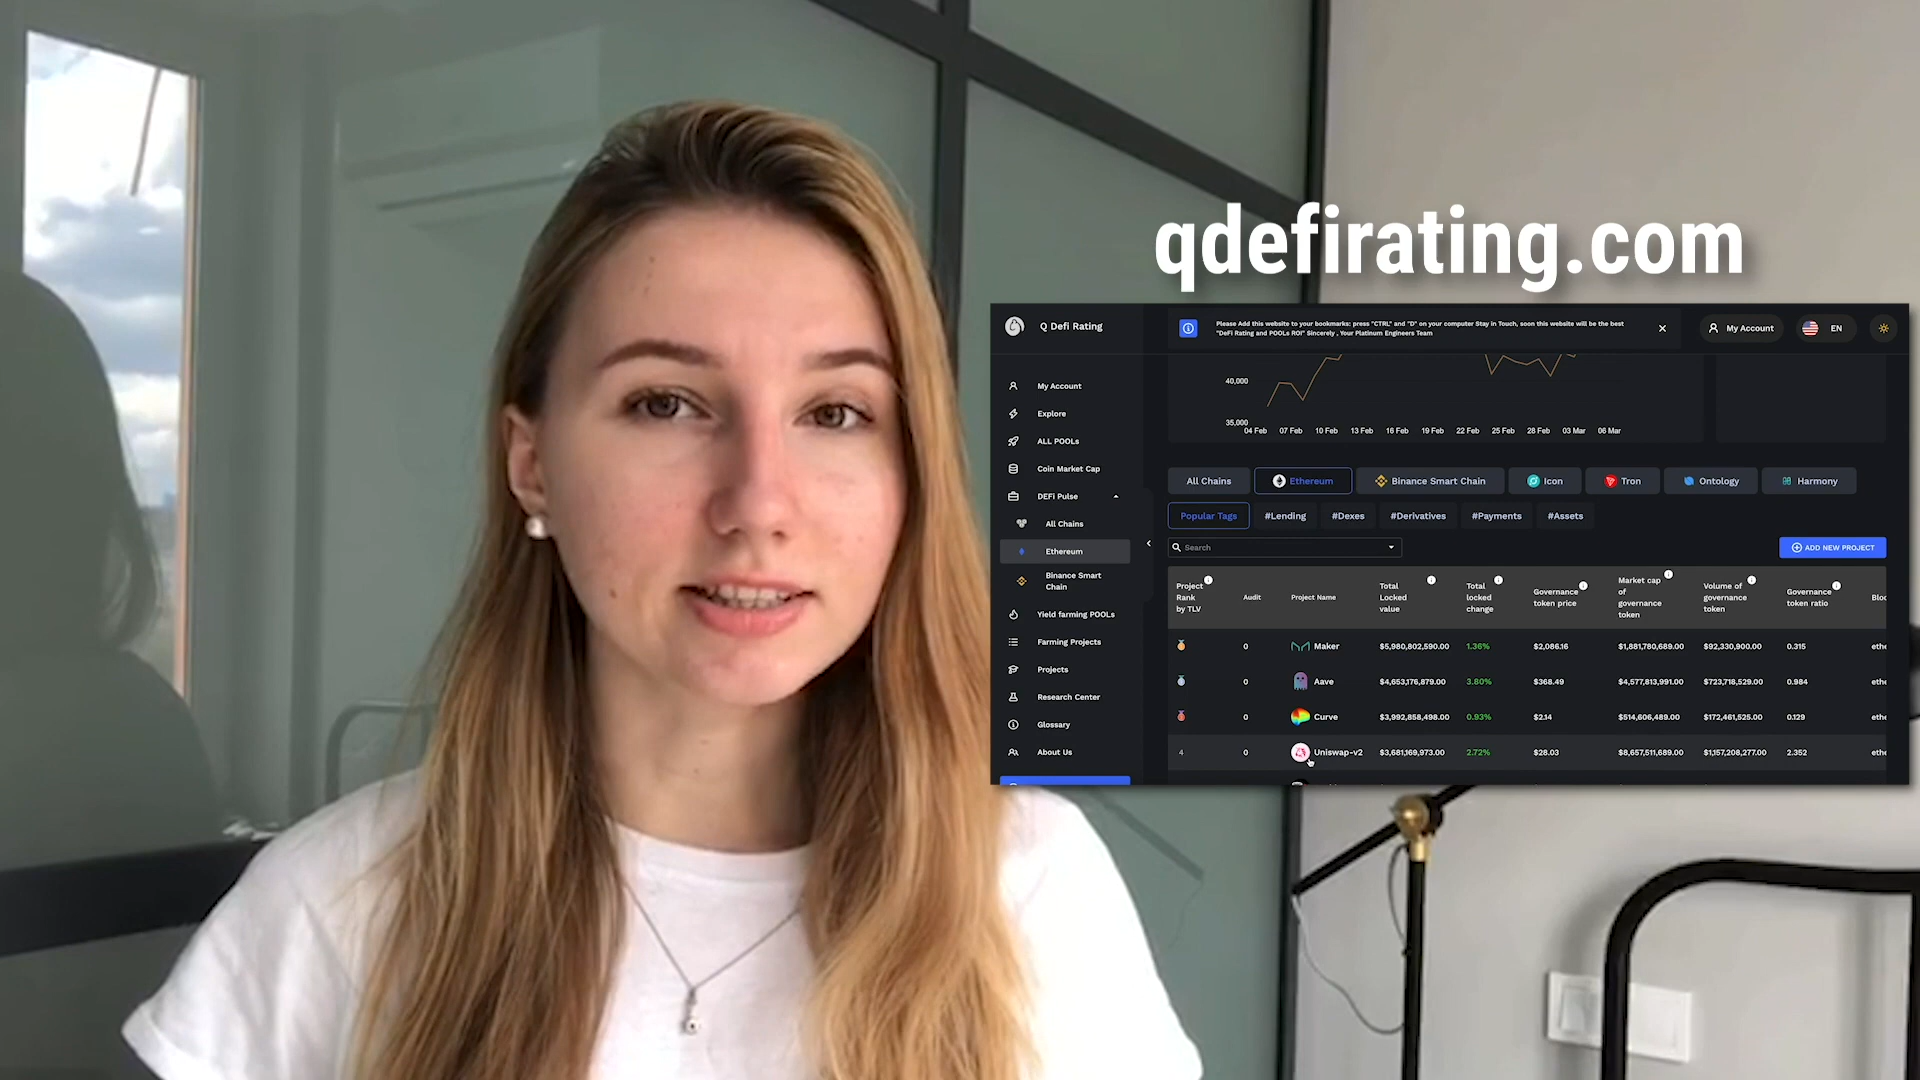 qdefirating.com
Q Defi Rating
Please Add this website to your bookmarks: press "CTRL" and "D" on your computer Stay in Touch, soon this website will be the best
"DeFi Rating and POOLs ROI" Sincerely , Your Platinum Engineers Team
My Account
EN
My Account
Explore
ALL POOLs
Coin Market Cap
DEFi Pulse
All Chains
Ethereum
Binance Smart
Chain
Yield farming POOLs
Farming Projects
Projects
Research Center
Glossary
About Us
40,000
35,000
04 Feb 07 Feb 10 Feb 13 Feb 16 Feb 19 Feb 22 Feb 25 Feb 28 Feb 03 Mar 06 Mar
All Chains Ethereum Binance Smart Chain Icon Tron Ontology Harmony
Popular Tags #Lending #Dexes #Derivatives #Payments #Assets
Search
ADD NEW PROJECT
Project
Rank
by TLV
Audit
Project Name
Total
Locked
value
Total
locked
change
Governance
token price
Market cap
of
governance
token
Volume of
governance
token
Governance
token ratio
Bloc
0 Maker $5,980,802,590.00 1.36% $2,086.16 $1,881,780,689.00 $92,330,900.00 0.315 ethe
0 Aave $4,653,176,879.00 3.80% $368.49 $4,577,813,991.00 $723,718,529.00 0.984 ethe
0 Curve $3,992,858,498.00 0.93% $2.14 $514,606,489.00 $172,461,525.00 0.129 ethe
4 0 Uniswap-v2 $3,681,169,973.00 2.72% $28.03 $8,657,511,689.00 $1,157,208,277.00 2.352 ethe